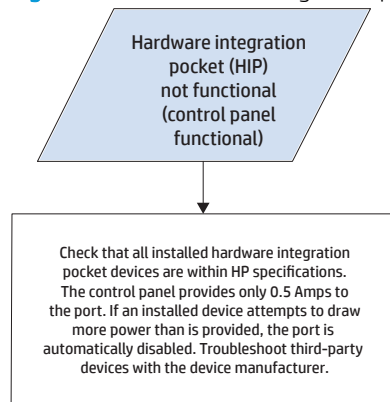 Hardware integration
pocket (HIP)
not functional
(control panel
functional)
Check that all installed hardware integration
pocket devices are within HP specifications.
The control panel provides only 0.5 Amps to
the port. If an installed device attempts to draw
more power than is provided, the port is
automatically disabled. Troubleshoot third-party
devices with the device manufacturer.